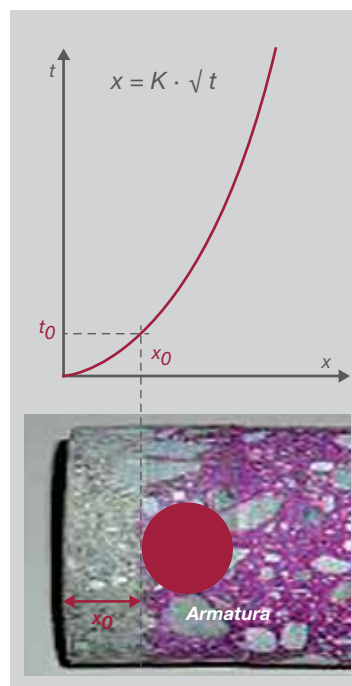 t
x = K · √ t
t0
x0
x
x0
Armatura